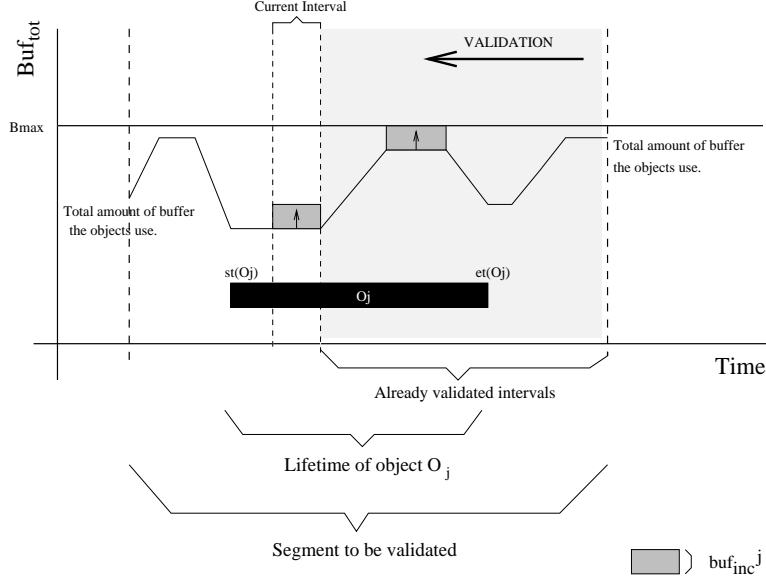 Current Interval
Buf_tot
VALIDATION
Bmax
Total amount of buffer
the objects use.
Total amount of buffer
the objects use.
st(Oj)
et(Oj)
Oj
Time
Already validated intervals
Lifetime of object O_j
Segment to be validated
buf_inc^j